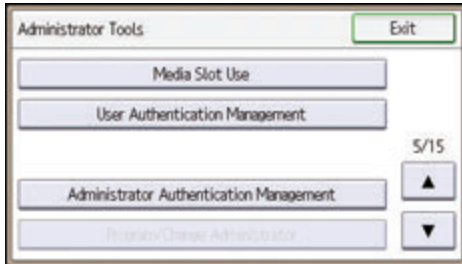 Administrator Tools
Exit
Media Slot Use
User Authentication Management
5/15
▲
Administrator Authentication Management
Program/Change Administrator
▼